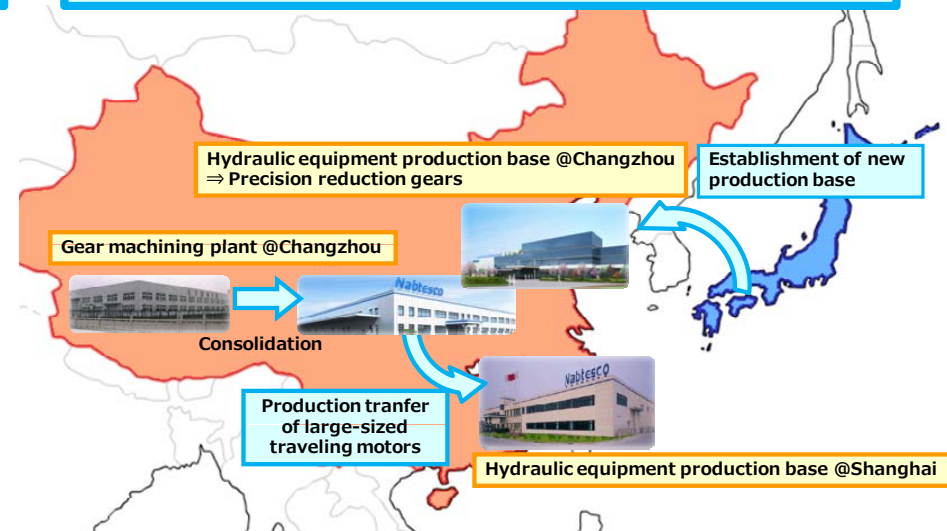 Hydraulic equipment production base @Changzhou
⇒ Precision reduction gears
Establishment of new
production base
Gear machining plant @Changzhou
Nabtesco
Consolidation
Nabtesco
Production tranfer
of large-sized
traveling motors
Hydraulic equipment production base @Shanghai